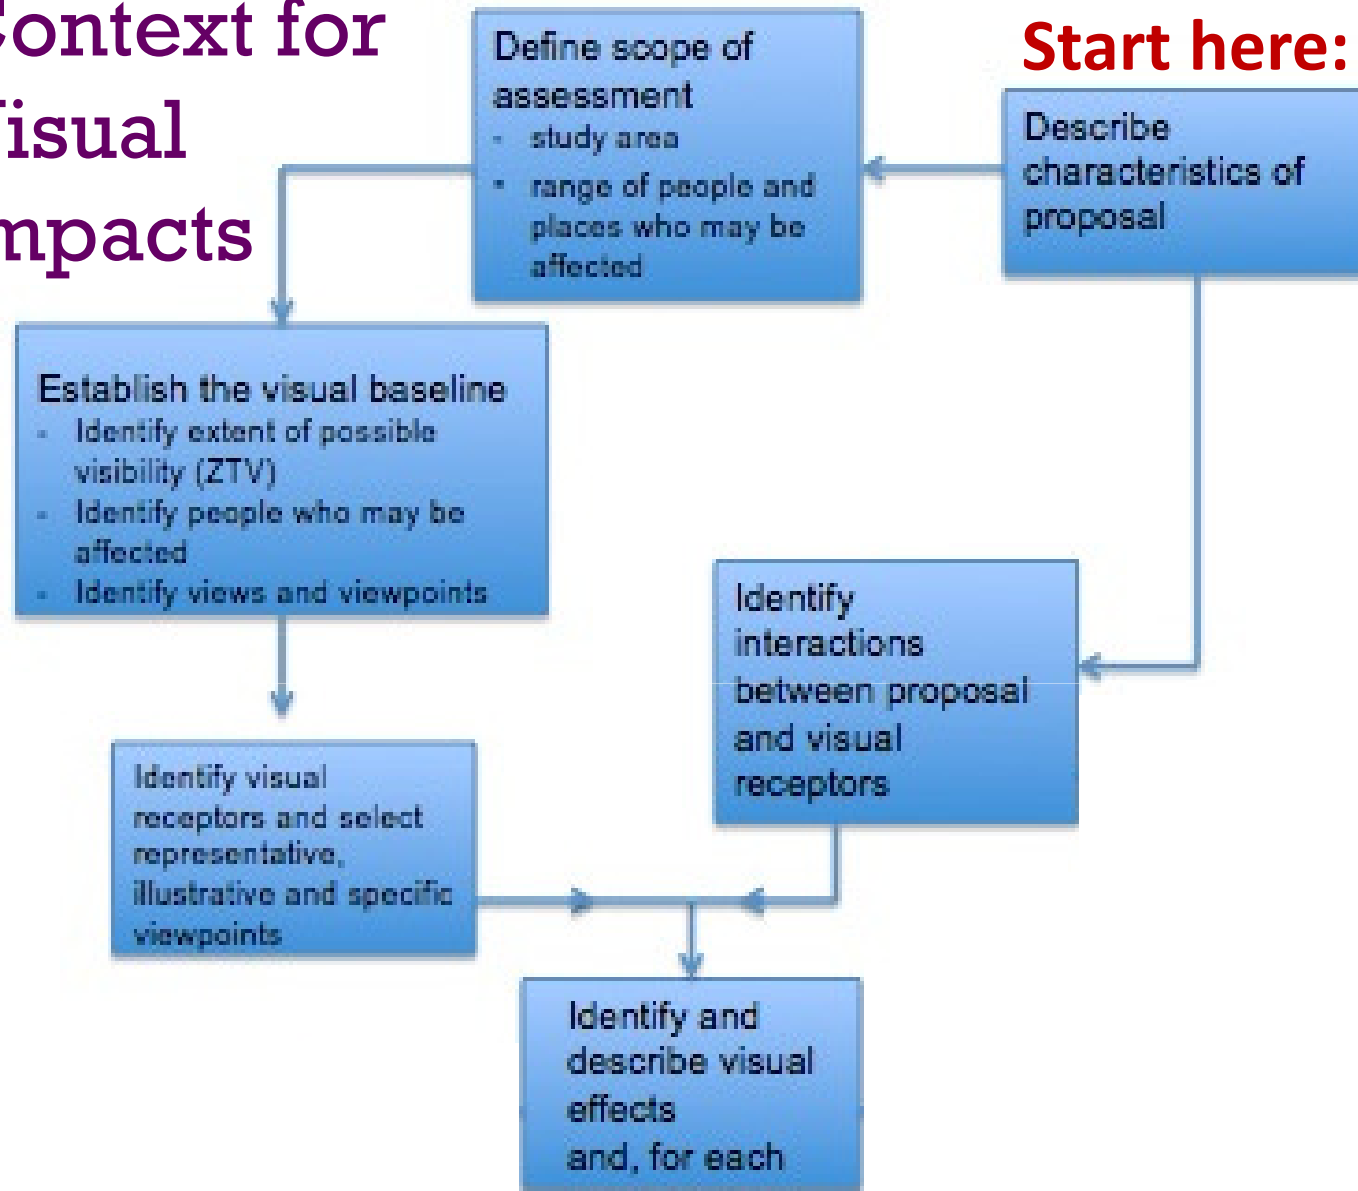 Context for
Visual
Impacts
Start here:
Describe
characteristics of
proposal
Define scope of
assessment
- study area
- range of people and
places who may be
affected
Establish the visual baseline
- Identify extent of possible
visibility (ZTV)
- Identify people who may be
affected
- Identify views and viewpoints
Identify visual
receptors and select
representative,
illustrative and specific
viewpoints
Identify
interactions
between proposal
and visual
receptors
Identify and
describe visual
effects
and, for each